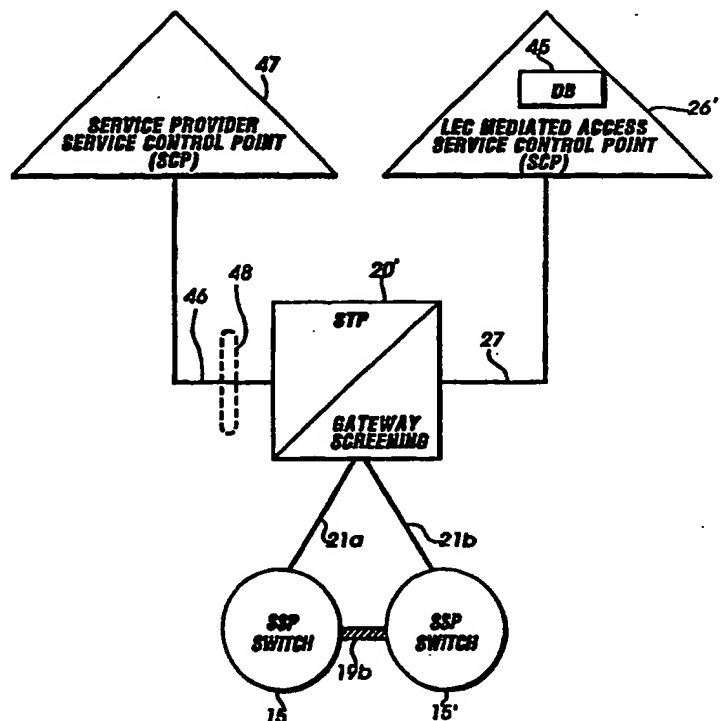 47
SERVICE PROVIDER
SERVICE CONTROL POINT
(SCP)
45
DB
26'
LEC MEDIATED ACCESS
SERVICE CONTROL POINT
(SCP)
46
48
20'
STP
GATEWAY
SCREENING
27
21a
21b
SSP
SWITCH
SSP
SWITCH
19b
15
15'